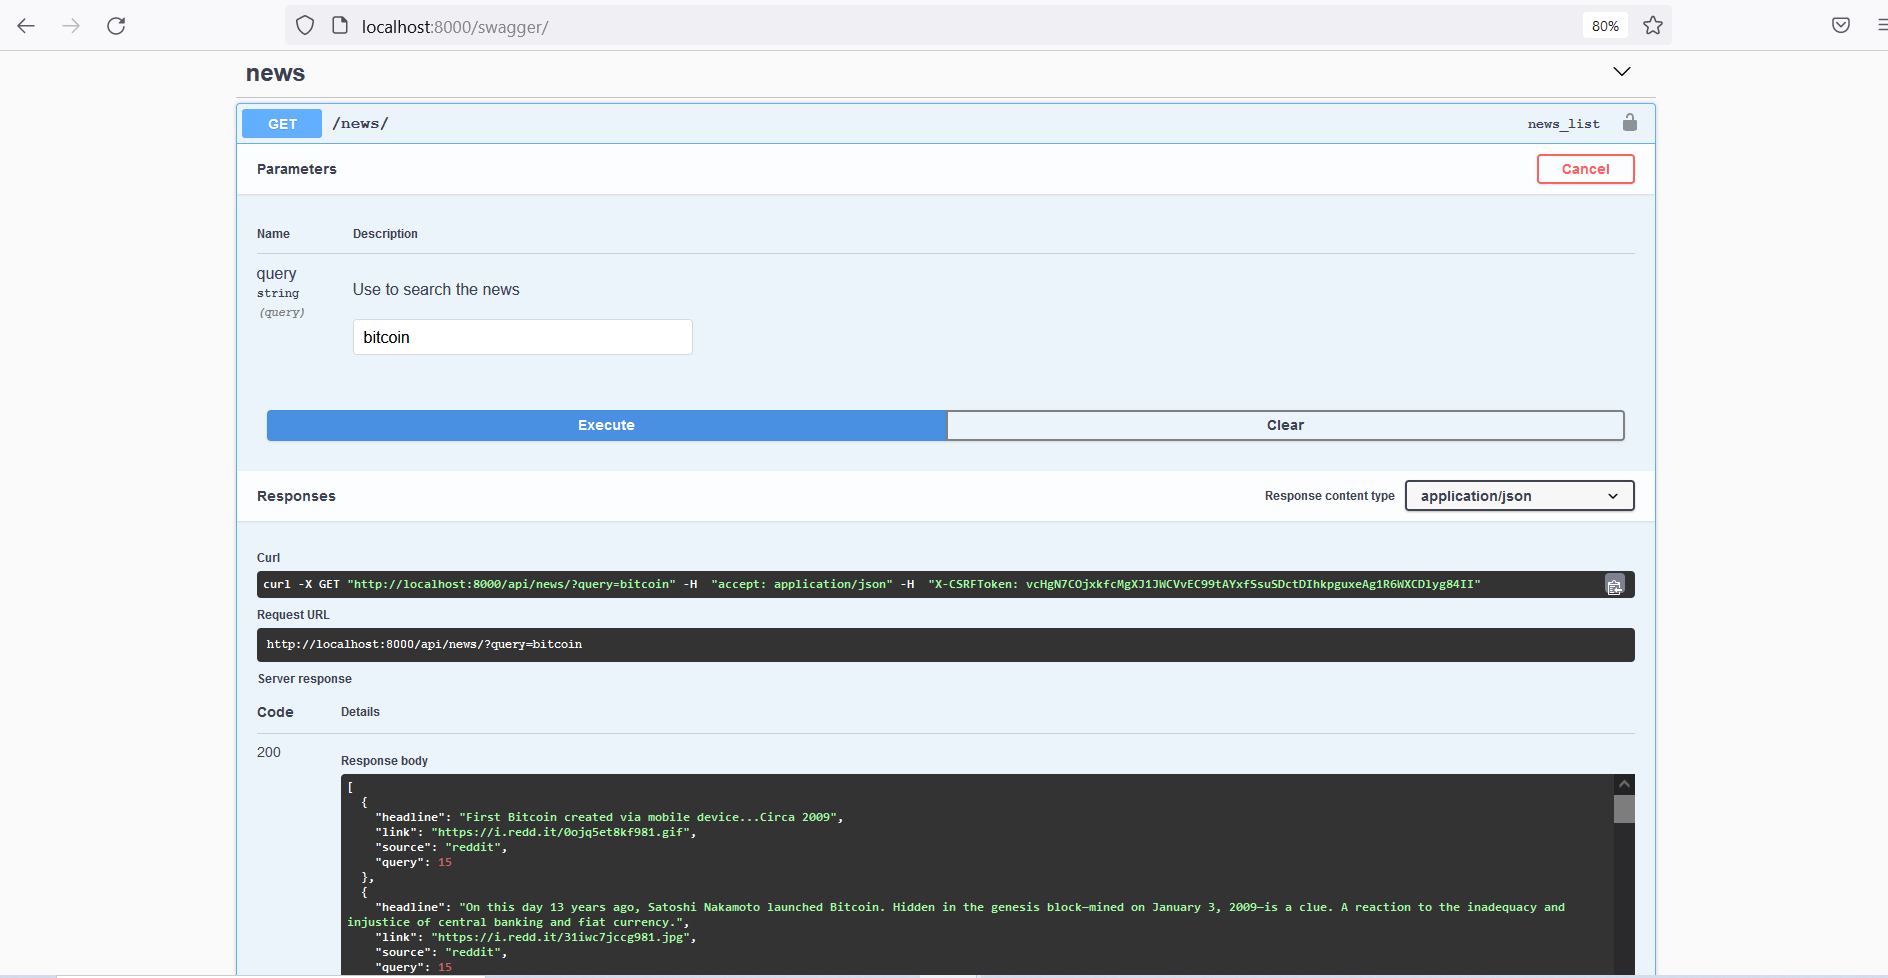 localhost:8000/swagger/
80%
news
GET /news/ news_list
Parameters Cancel
Name Description
query
string
(query)
Use to search the news
bitcoin
Execute Clear
Responses Response content type application/json
Curl
curl -X GET "http://localhost:8000/api/news/?query=bitcoin" -H  "accept: application/json" -H  "X-CSRFToken: vcHgN7COjxkfcMgXJ1JWCVvEC99tAYxfSsuSDctDIhkpguxeAg1R6WXCDlyg84II"
Request URL
http://localhost:8000/api/news/?query=bitcoin
Server response
Code Details
200
Response body
[
{
"headline": "First Bitcoin created via mobile device...Circa 2009",
"link": "https://i.redd.it/0ojq5et8kf981.gif",
"source": "reddit",
"query": 15
},
{
"headline": "On this day 13 years ago, Satoshi Nakamoto launched Bitcoin. Hidden in the genesis block—mined on January 3, 2009—is a clue. A reaction to the inadequacy and
injustice of central banking and fiat currency.",
"link": "https://i.redd.it/31iwc7jccg981.jpg",
"source": "reddit",
"query": 15